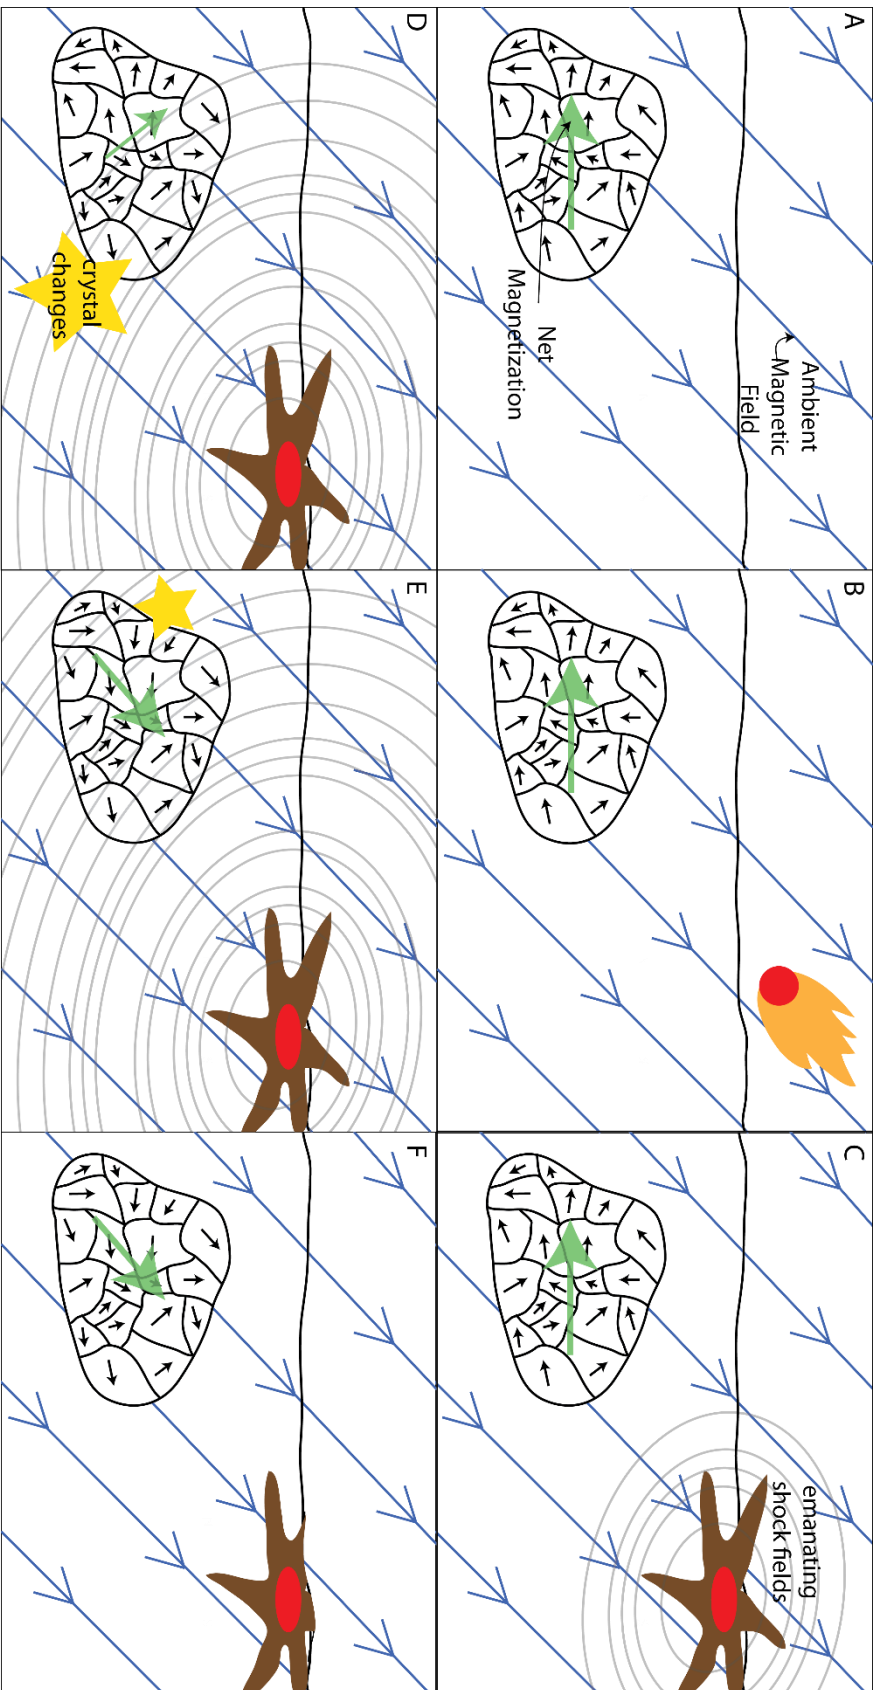 A
Ambient
Magnetic
Field
Net
Magnetization
B
C
emanating
shock fields
D
crystal
changes
E
F